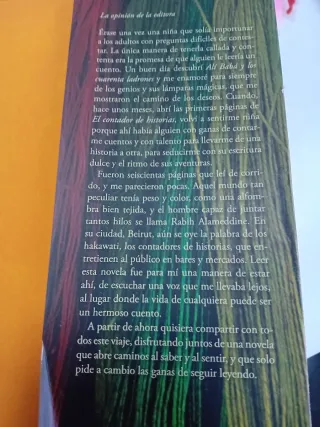 La opinión de la editora
Érase una vez una niña que solía importunar
a los adultos con preguntas difíciles de contes-
tar. La única manera de tenerla callada y con-
tenta era la promesa de que alguien le leería un
cuento. Un buen día descubrí Alí Babá y los
cuarenta ladrones y me enamoré para siempre
de los genios y sus lámparas mágicas, que me
mostraron el camino de los deseos. Cuando,
hace unos meses, abrí las primeras páginas de
El contador de historias, volví a sentirme niña
porque ahí había alguien con ganas de contar-
me cuentos y con talento para llevarme de una
historia a otra, para seducirme con su escritura
dulce y el ritmo de sus aventuras.
Fueron seiscientas páginas que leí de corri-
do, y me parecieron pocas. Aquel mundo tan
peculiar tenía peso y color, como una alfom-
bra bien tejida, y el hombre capaz de juntar
tantos hilos se llama Rabih Alameddine. En
su ciudad, Beirut, aún se oye la palabra de los
hakawati, los contadores de historias, que en-
tretienen al público en bares y mercados. Leer
esta novela fue para mí una manera de estar
ahí, de escuchar una voz que me llevaba lejos,
al lugar donde la vida de cualquiera puede ser
un hermoso cuento.
A partir de ahora quisiera compartir con to-
dos este viaje, disfrutando juntos de una novela
que abre caminos al saber y al sentir, y que solo
pide a cambio las ganas de seguir leyendo.